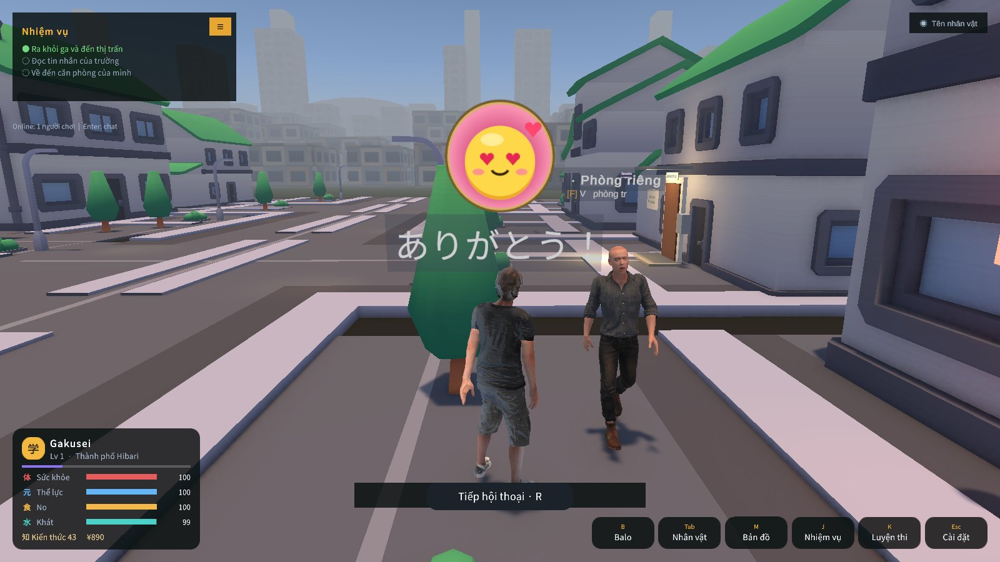 Nhiệm vụ
Ra khỏi ga và đến thị trấn
Đọc tin nhắn của trường
Về đến căn phòng của mình
Online: 1 người chơi | Enter: chat
Tên nhân vật
· Phòng riêng
[F] V phòng tr
ありがとう！
学
Gakusei
Lv 1 · Thành phố Hibari
体 Sức khỏe 100
元 Thể lực 100
食 No 100
水 Khát 99
知 Kiến thức 43 ¥890
Tiếp hội thoại · R
B
Balo
Tab
Nhân vật
M
Bản đồ
J
Nhiệm vụ
K
Luyện thi
Esc
Cài đặt